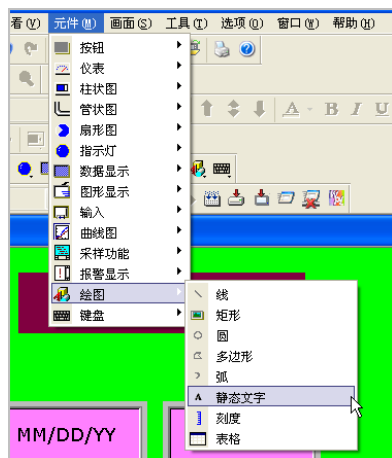 看(V) 元件(M) 画面(S) 工具(T) 选项(O) 窗口(W) 帮助(H)
按钮
仪表
柱状图
管状图
扇形图
指示灯
数据显示
图形显示
输入
曲线图
采样功能
报警显示
绘图
键盘
线
矩形
圆
多边形
弧
静态文字
刻度
表格
A B I U
MM/DD/YY